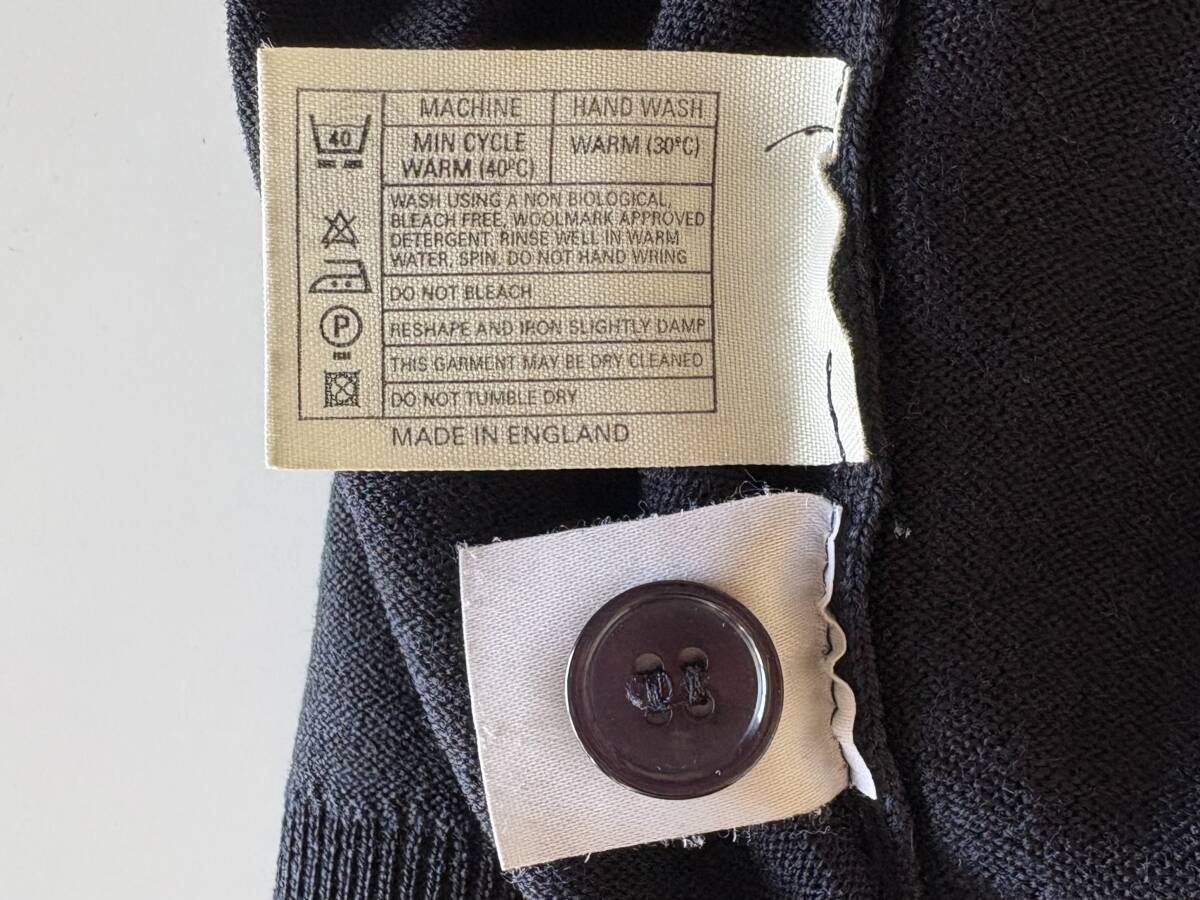 MACHINE HAND WASH
40
MIN CYCLE WARM (30°C)
WARM (40ºC)
WASH USING A NON BIOLOGICAL,
BLEACH FREE, WOOLMARK APPROVED
DETERGENT. RINSE WELL IN WARM
WATER, SPIN. DO NOT HAND WRING
DO NOT BLEACH
RESHAPE AND IRON SLIGHTLY DAMP
P
THIS GARMENT MAY BE DRY CLEANED
DO NOT TUMBLE DRY
MADE IN ENGLAND